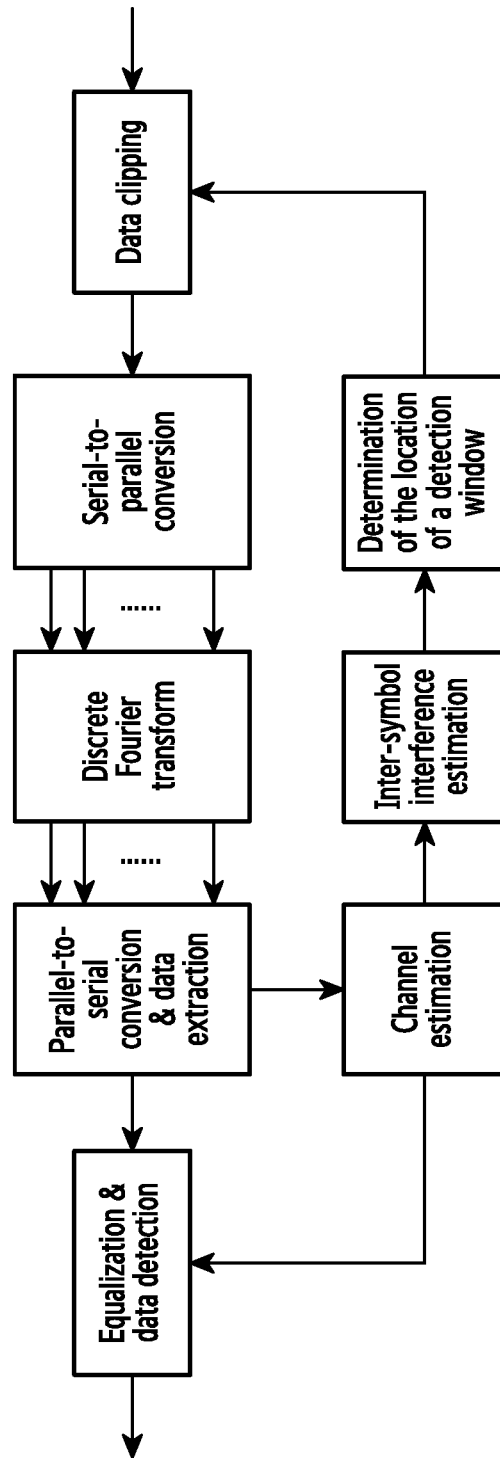 Data clipping
Serial-to-
parallel
conversion
......
Discrete
Fourier
transform
......
Parallel-to-
serial
conversion
& data
extraction
Equalization &
data detection
Determination
of the location
of a detection
window
Inter-symbol
interference
estimation
Channel
estimation